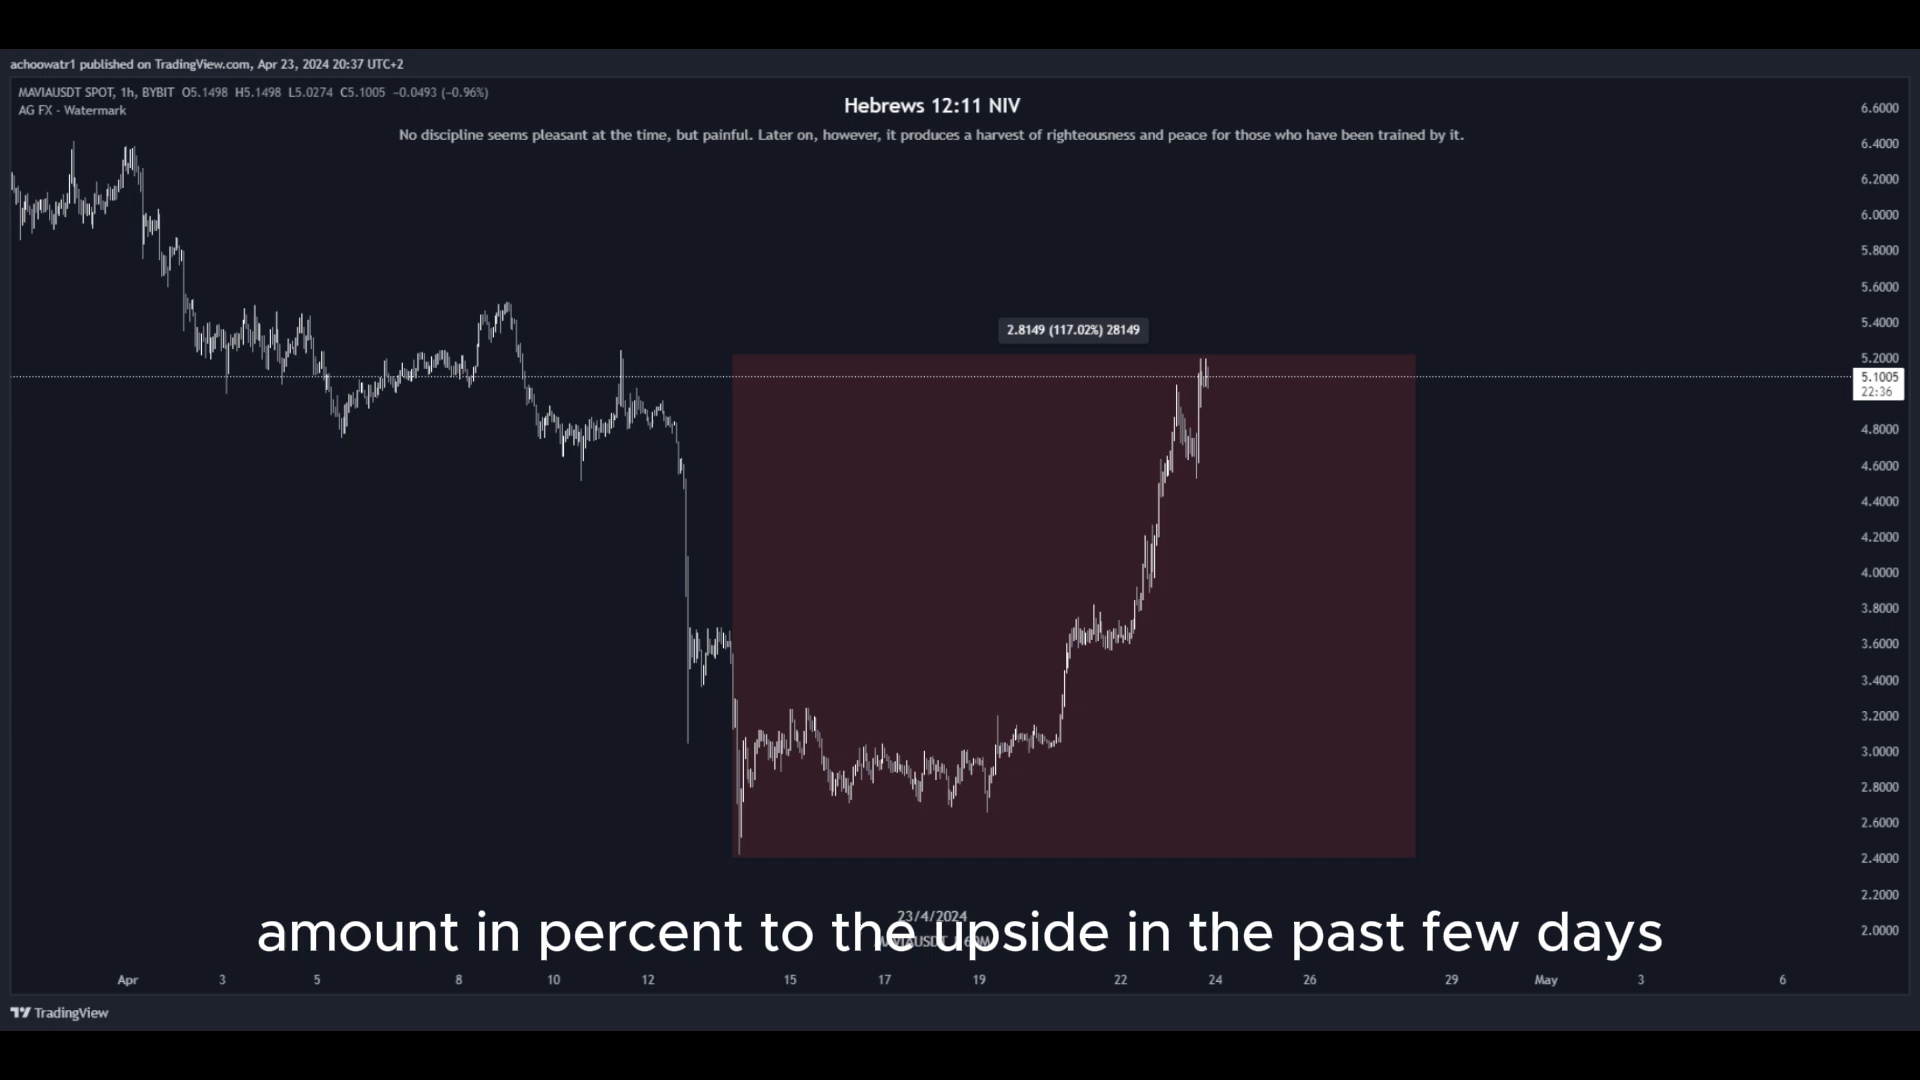 achoowatr1 published on TradingView.com, Apr 23, 2024 20:37 UTC+2
MAVIAUSDT SPOT, 1h, BYBIT O5.1498 H5.1498 L5.0274 C5.1005 −0.0493 (−0.96%)
AG FX - Watermark
Hebrews 12:11 NIV
No discipline seems pleasant at the time, but painful. Later on, however, it produces a harvest of righteousness and peace for those who have been trained by it.
6.6000
6.4000
6.2000
6.0000
5.8000
5.6000
5.4000
2.8149 (117.02%) 28149
5.2000
5.1005
22:36
4.8000
4.6000
4.4000
4.2000
4.0000
3.8000
3.6000
3.4000
3.2000
3.0000
2.8000
2.6000
2.4000
2.2000
2.0000
23/4/2024
amount in percent to the upside in the past few days
Apr 3 5 8 10 12 15 17 19 22 24 26 29 May 3 6
TradingView